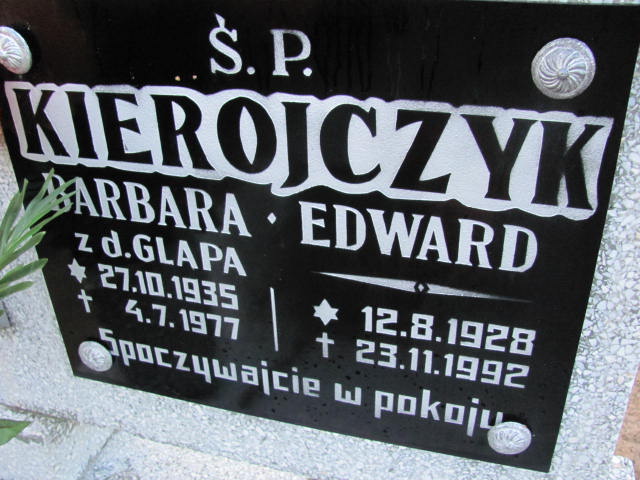 Ś. P.
KIEROJCZYK
BARBARA · EDWARD
z d. GLAPA
27.10.1935
† 4.7.1977
12.8.1928
† 23.11.1992
Spoczywajcie w pokoju